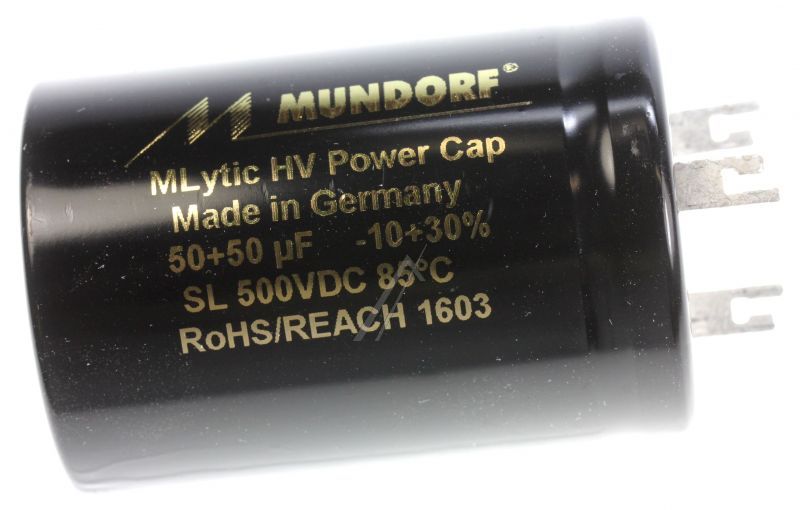 MUNDORF®
MLytic HV Power Cap
Made in Germany
50+50 µF -10+30%
SL 500VDC 85°C
RoHS/REACH 1603